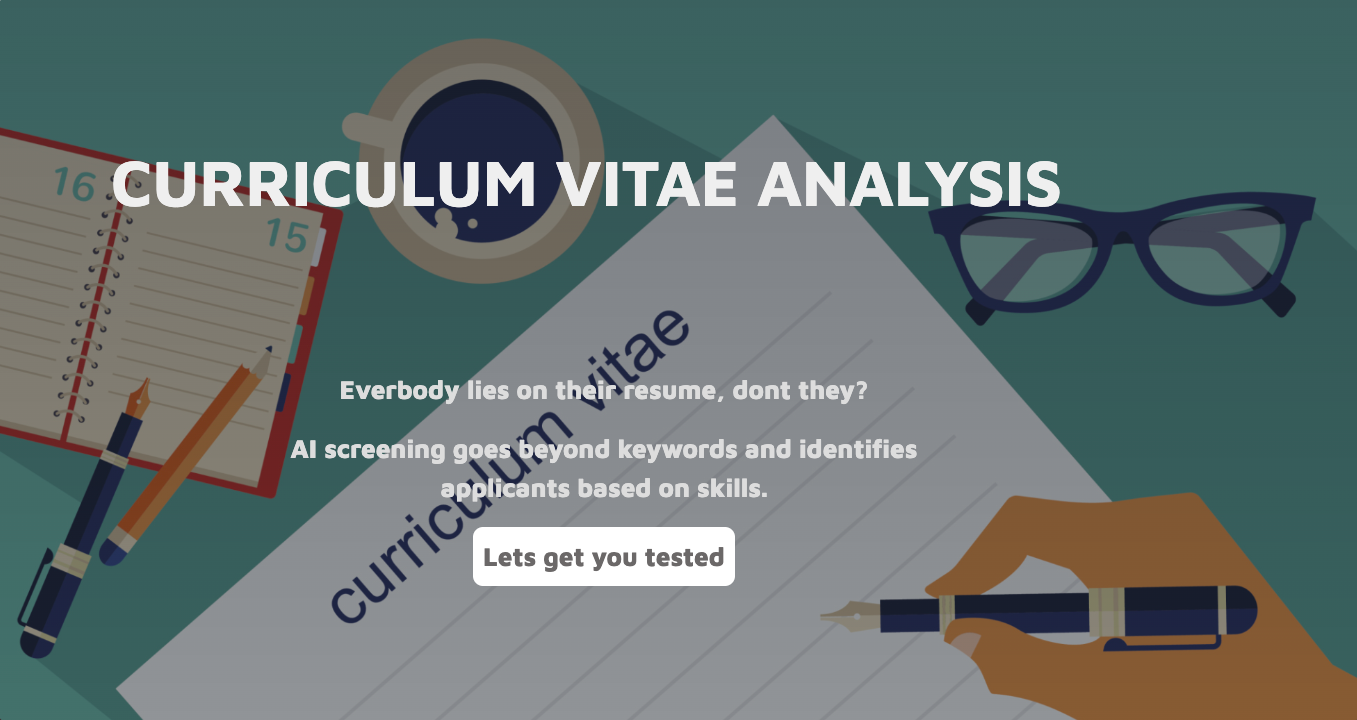 CURRICULUM VITAE ANALYSIS
16
15
curriculum vitae
Everbody lies on their resume, dont they?
AI screening goes beyond keywords and identifies
applicants based on skills.
Lets get you tested